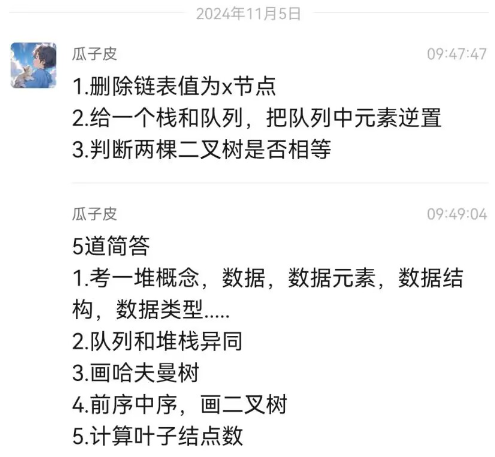 2024年11月5日
瓜子皮 09:47:47
1.删除链表值为x节点
2.给一个栈和队列，把队列中元素逆置
3.判断两棵二叉树是否相等
瓜子皮 09:49:04
5道简答
1.考一堆概念，数据，数据元素，数据结
构，数据类型.....
2.队列和堆栈异同
3.画哈夫曼树
4.前序中序，画二叉树
5.计算叶子结点数